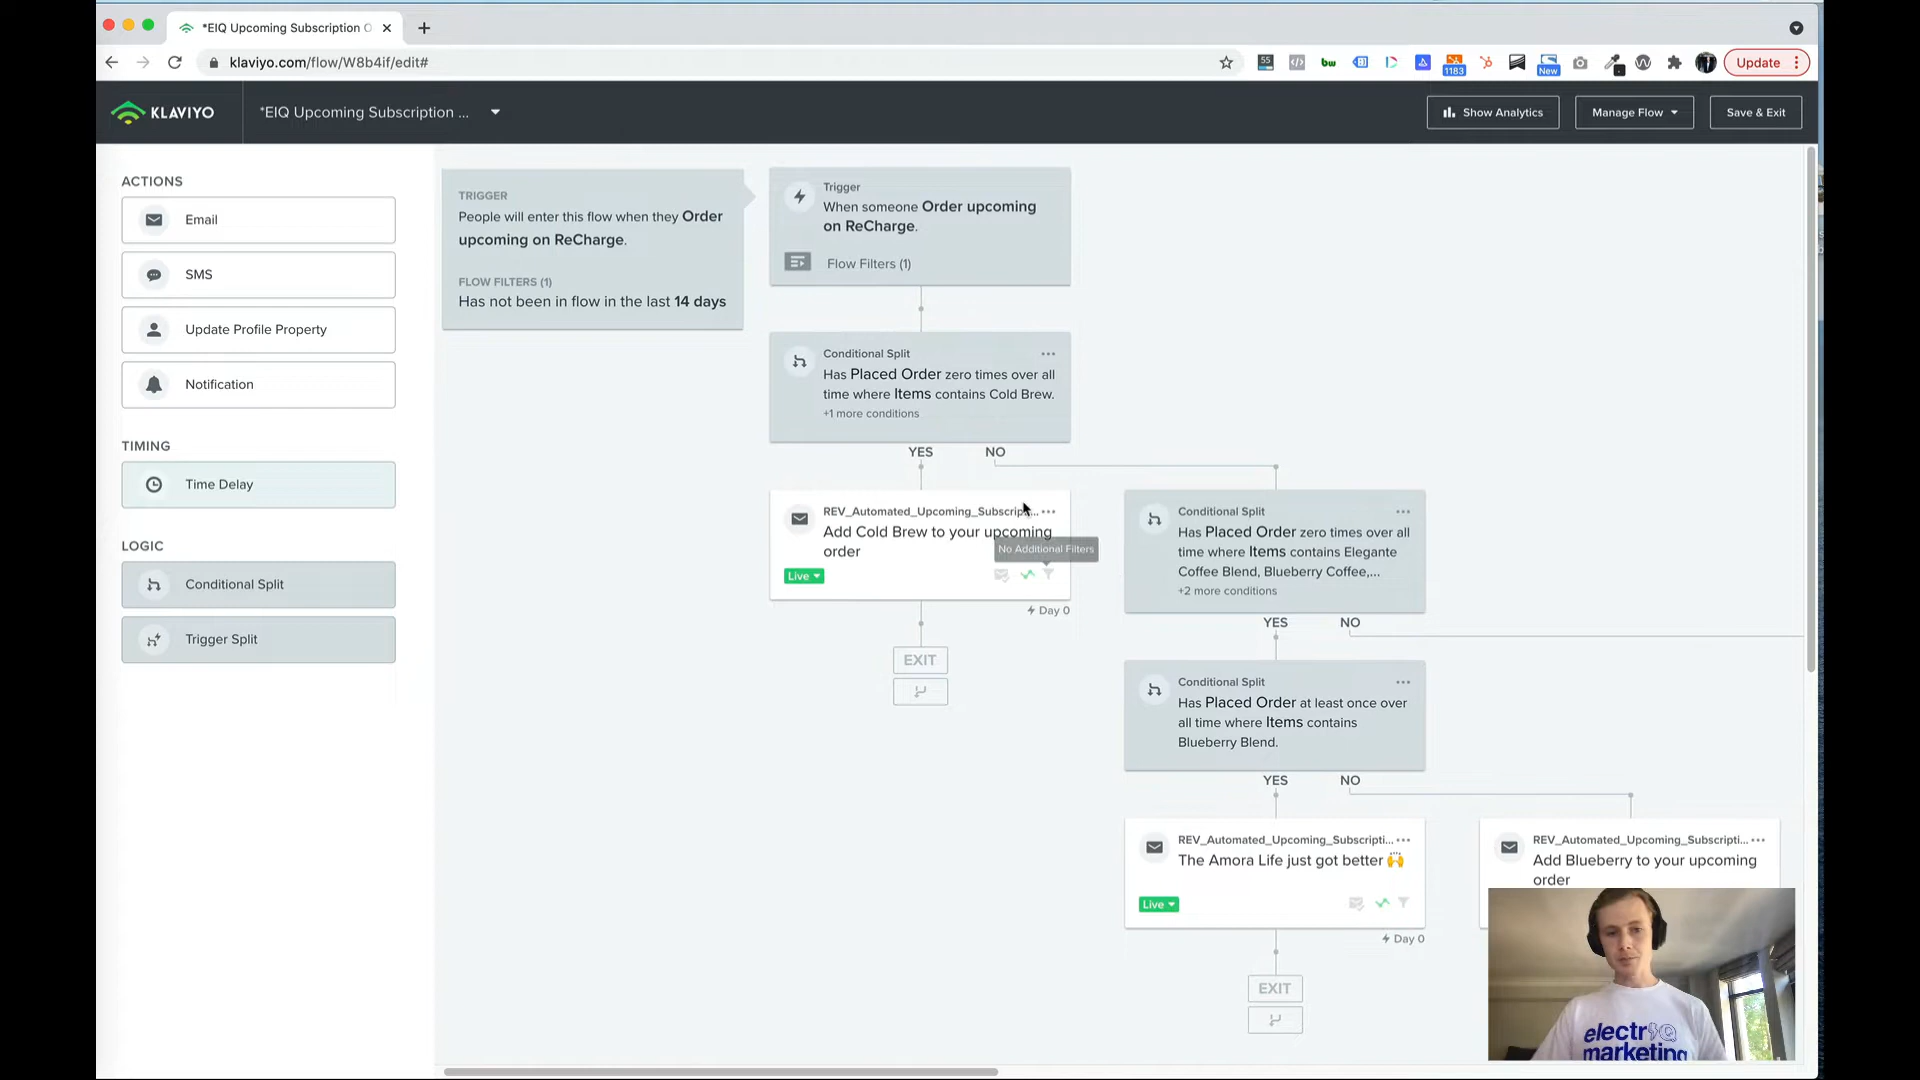 *EIQ Upcoming Subscription O
klaviyo.com/flow/W8b4if/edit#
55
bw
1183
New
Update
KLAVIYO
*EIQ Upcoming Subscription ...
Show Analytics
Manage Flow
Save & Exit
ACTIONS
Email
SMS
Update Profile Property
Notification
TIMING
Time Delay
LOGIC
Conditional Split
Trigger Split
TRIGGER
People will enter this flow when they Order
upcoming on ReCharge.
FLOW FILTERS (1)
Has not been in flow in the last 14 days
Trigger
When someone Order upcoming
on ReCharge.
Flow Filters (1)
Conditional Split
Has Placed Order zero times over all
time where Items contains Cold Brew.
+1 more conditions
YES NO
REV_Automated_Upcoming_Subscrip...
Add Cold Brew to your upcoming
order
No Additional Filters
Live
Day 0
EXIT
Conditional Split
Has Placed Order zero times over all
time where Items contains Elegante
Coffee Blend, Blueberry Coffee,...
+2 more conditions
YES NO
Conditional Split
Has Placed Order at least once over
all time where Items contains
Blueberry Blend.
YES NO
REV_Automated_Upcoming_Subscripti...
The Amora Life just got better 🙌
Live
Day 0
EXIT
REV_Automated_Upcoming_Subscripti...
Add Blueberry to your upcoming
order
electrIQ
marketing